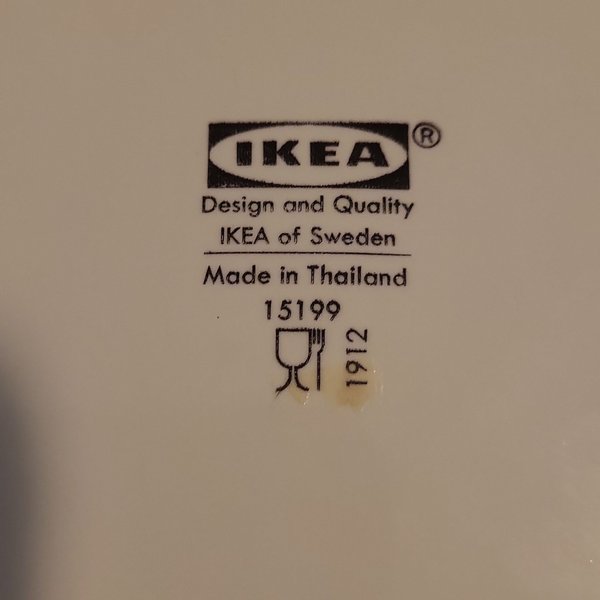 IKEA®
Design and Quality
IKEA of Sweden
Made in Thailand
15199
1912